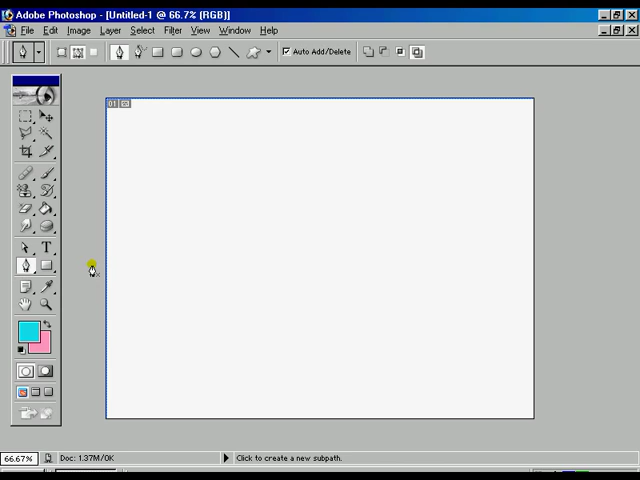 Adobe Photoshop - [Untitled-1 @ 66.7% (RGB)]
File Edit Image Layer Select Filter View Window Help
Auto Add/Delete
01
T
66.67% Doc: 1.37M/0K Click to create a new subpath.